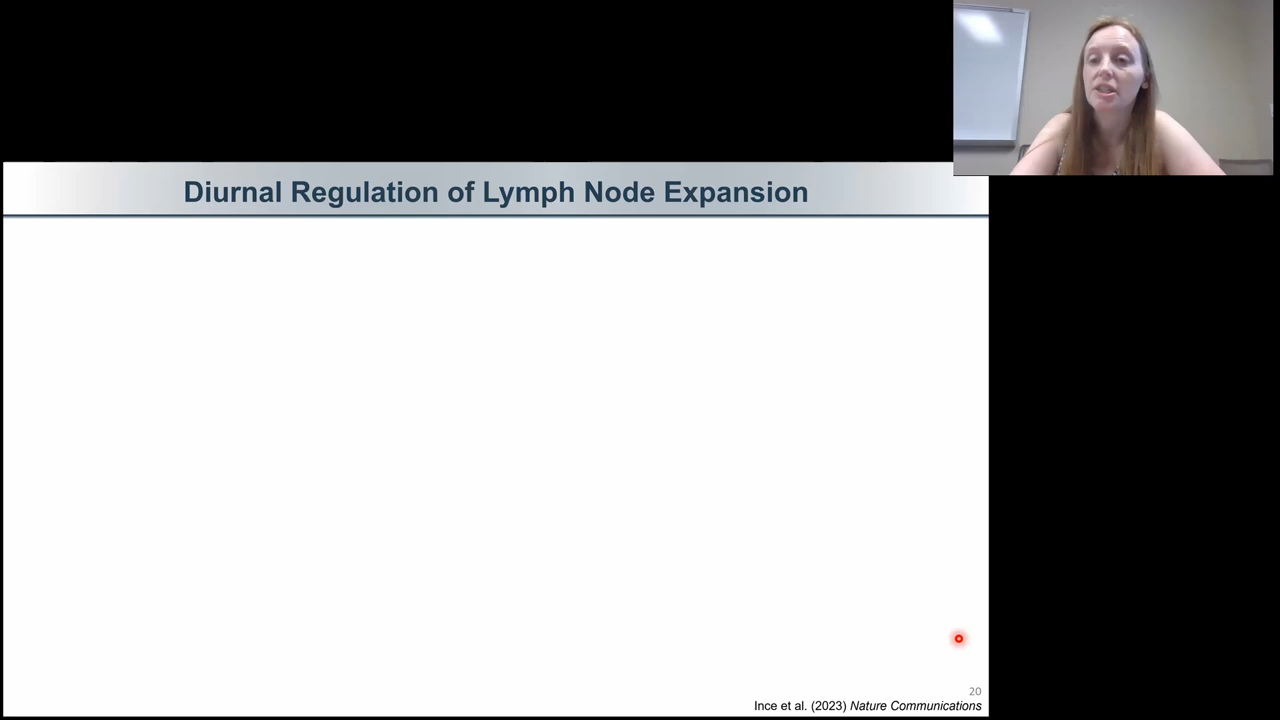 Diurnal Regulation of Lymph Node Expansion
20
Ince et al. (2023) Nature Communications